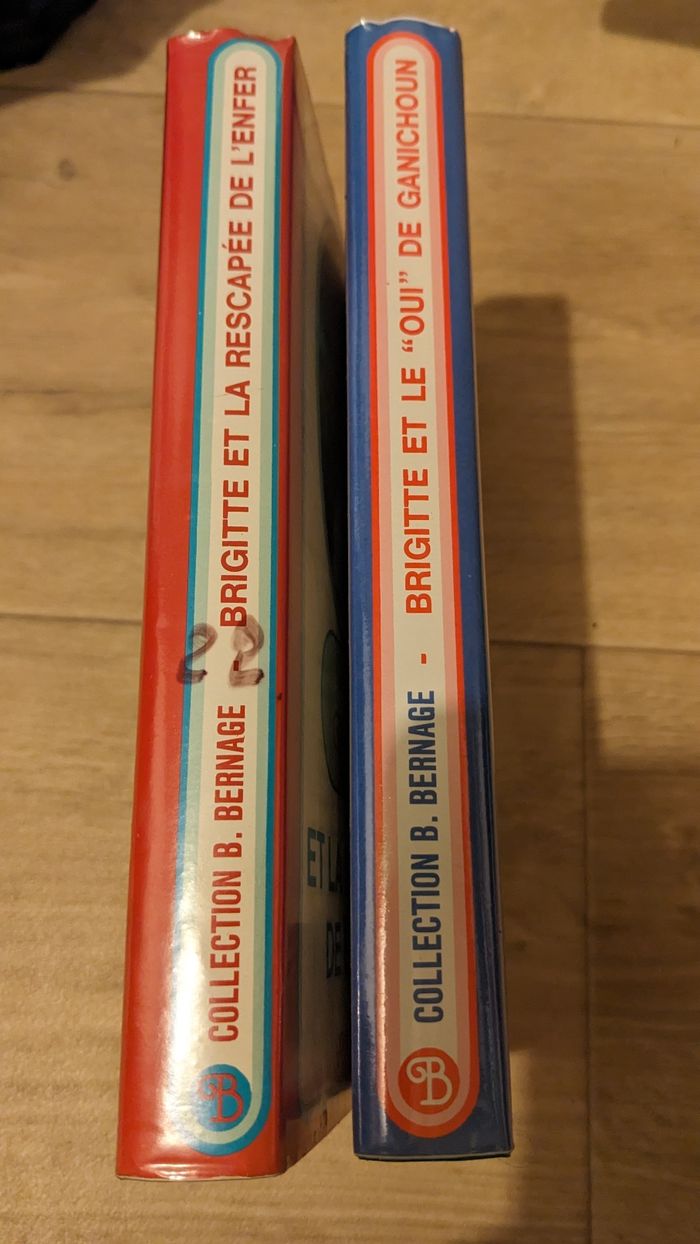 COLLECTION B. BERNAGE - BRIGITTE ET LA RESCAPÉE DE L'ENFER
B
COLLECTION B. BERNAGE - BRIGITTE ET LE "OUI" DE GANICHOUN
B
ET LA
DE